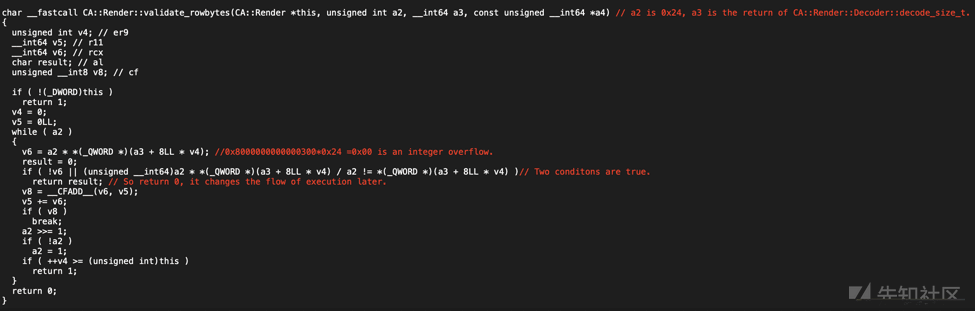 char __fastcall CA::Render::validate_rowbytes(CA::Render *this, unsigned int a2, __int64 a3, const unsigned __int64 *a4) // a2 is 0x24, a3 is the return of CA::Render::Decoder::decode_size_t.
{
unsigned int v4; // er9
__int64 v5; // r11
__int64 v6; // rcx
char result; // al
unsigned __int8 v8; // cf
if ( !(_DWORD)this )
return 1;
v4 = 0;
v5 = 0LL;
while ( a2 )
{
v6 = a2 * *(_QWORD *)(a3 + 8LL * v4); //0x8000000000000300*0x24 =0x00 is an integer overflow.
result = 0;
if ( !v6 || (unsigned __int64)a2 * *(_QWORD *)(a3 + 8LL * v4) / a2 != *(_QWORD *)(a3 + 8LL * v4) )// Two conditons are true.
return result; // So return 0, it changes the flow of execution later.
v8 = __CFADD__(v6, v5);
v5 += v6;
if ( v8 )
break;
a2 >>= 1;
if ( !a2 )
a2 = 1;
if ( ++v4 >= (unsigned int)this )
return 1;
}
return 0;
}
先知社区